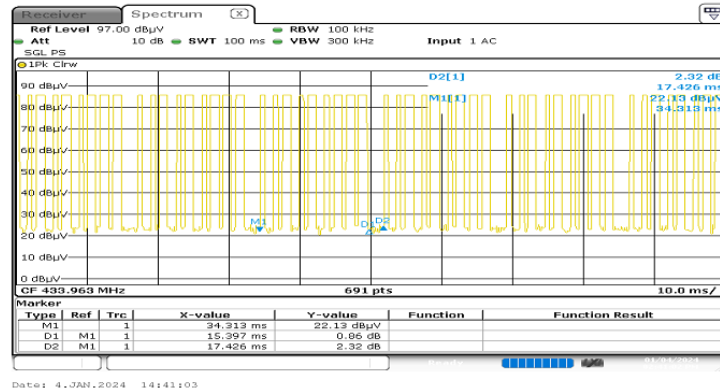 Receiver Spectrum X
Ref Level 97.00 dBµV RBW 100 kHz
Att 10 dB SWT 100 ms VBW 300 kHz Input 1 AC
SGL PS
1Pk Clrw
D2[1] 2.32 dB
17.426 ms
M1[1] 22.13 dBµV
34.313 ms
90 dBµV
80 dBµV
70 dBµV
60 dBµV
50 dBµV
40 dBµV
30 dBµV
M1 D1 D2
20 dBµV
10 dBµV
0 dBµV
CF 433.963 MHz 691 pts 10.0 ms/
Marker
Type Ref Trc X-value Y-value Function Function Result
M1 1 34.313 ms 22.13 dBµV
D1 M1 1 15.397 ms 0.86 dB
D2 M1 1 17.426 ms 2.32 dB
Ready 04/01/2024
Date: 4.JAN.2024 14:41:03